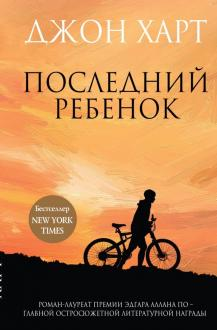 ДЖОН ХАРТ
ПОСЛЕДНИЙ
РЕБЕНОК
Бестселлер
NEW YORK
TIMES
РОМАН-ЛАУРЕАТ ПРЕМИИ ЭДГАРА АЛЛАНА ПО –
ГЛАВНОЙ ОСТРОСЮЖЕТНОЙ ЛИТЕРАТУРНОЙ НАГРАДЫ